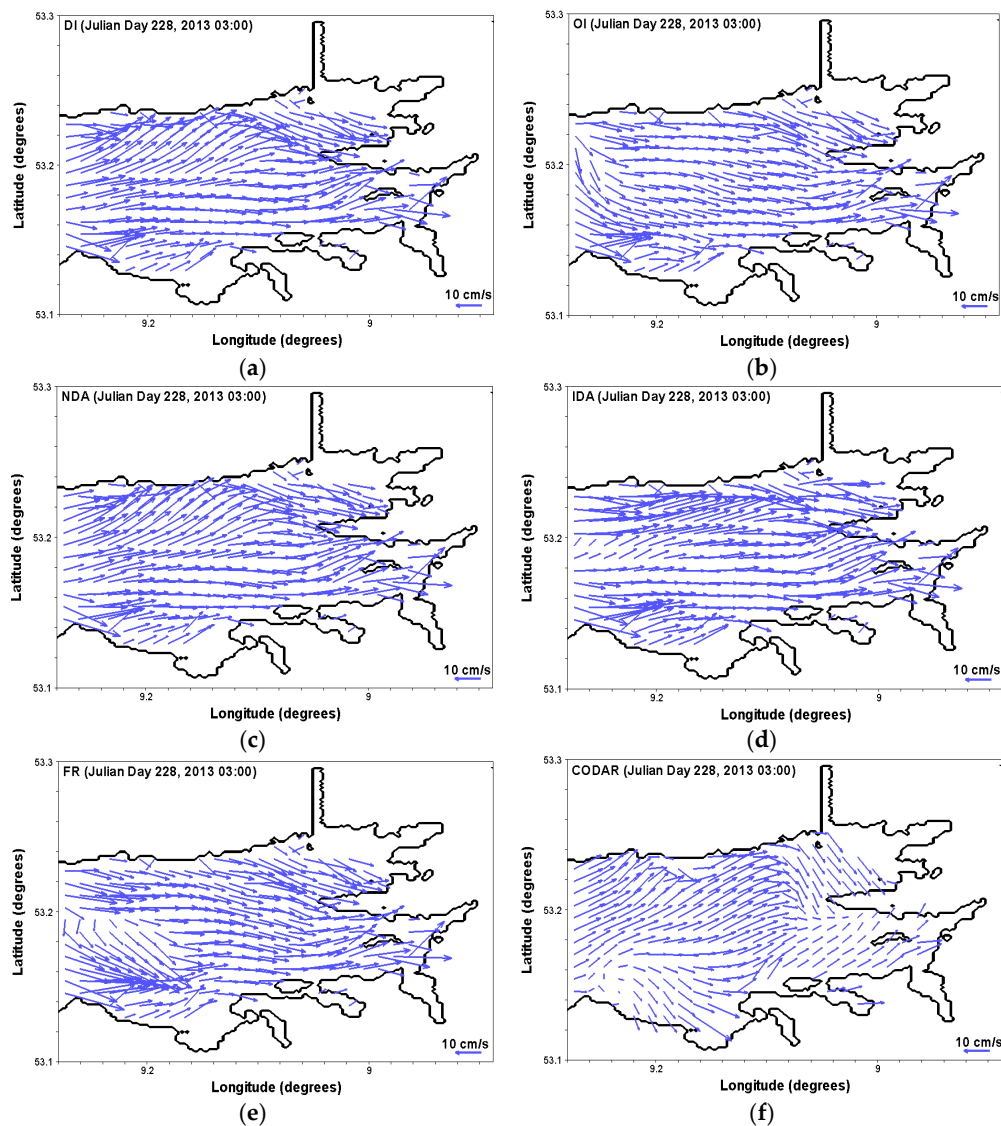 DI (Julian Day 228, 2013 03:00)
53.3
53.2
53.1
Latitude (degrees)
10 cm/s
9.2
9
Longitude (degrees)
(a)
OI (Julian Day 228, 2013 03:00)
53.3
53.2
53.1
Latitude (degrees)
10 cm/s
9.2
9
Longitude (degrees)
(b)
NDA (Julian Day 228, 2013 03:00)
53.3
53.2
53.1
Latitude (degrees)
10 cm/s
9.2
9
Longitude (degrees)
(c)
IDA (Julian Day 228, 2013 03:00)
53.3
53.2
53.1
Latitude (degrees)
10 cm/s
9.2
9
Longitude (degrees)
(d)
FR (Julian Day 228, 2013 03:00)
53.3
53.2
53.1
Latitude (degrees)
10 cm/s
9.2
9
Longitude (degrees)
(e)
CODAR (Julian Day 228, 2013 03:00)
53.3
53.2
53.1
Latitude (degrees)
10 cm/s
9.2
9
Longitude (degrees)
(f)